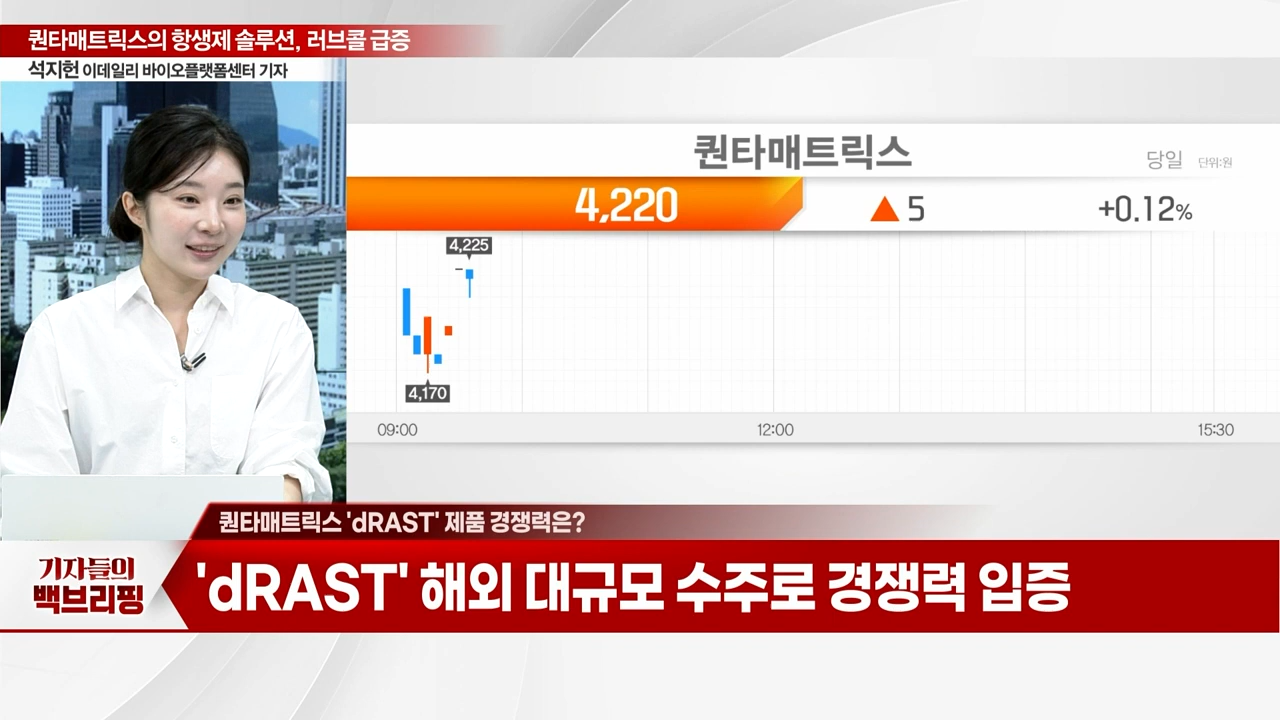 퀀타매트릭스의 항생제 솔루션, 러브콜 급증
석지헌 이데일리 바이오플랫폼센터 기자
퀀타매트릭스
당일 단위:원
4,220 ▲ 5 +0.12%
4,225
4,170
09:00 12:00 15:30
퀀타매트릭스 'dRAST' 제품 경쟁력은?
기자들의
백브리핑
'dRAST' 해외 대규모 수주로 경쟁력 입증